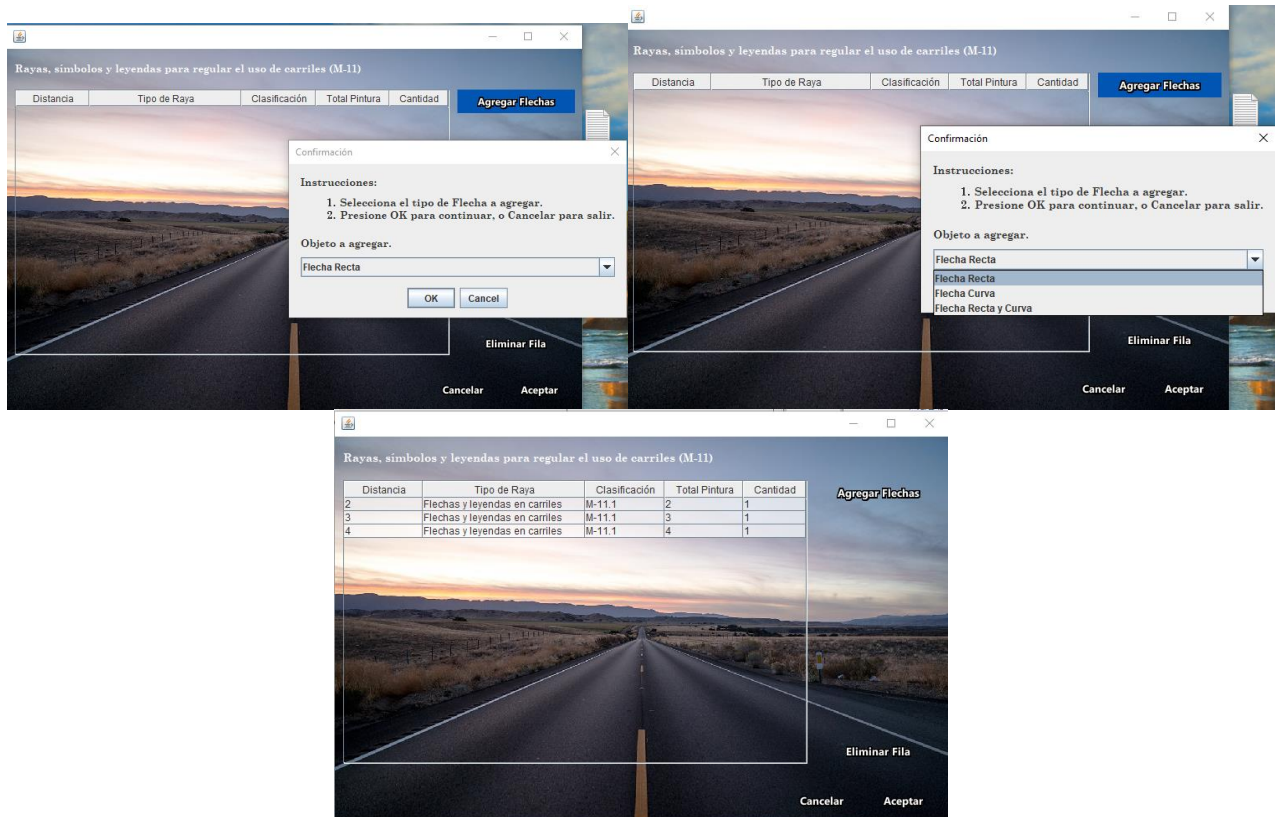 Rayas, símbolos y leyendas para regular el uso de carriles (M-11)
Distancia Tipo de Raya Clasificación Total Pintura Cantidad
Agregar Flechas
Confirmación
Instrucciones:
1. Selecciona el tipo de Flecha a agregar.
2. Presione OK para continuar, o Cancelar para salir.
Objeto a agregar.
Flecha Recta
OK Cancel
Eliminar Fila
Cancelar Aceptar
Rayas, símbolos y leyendas para regular el uso de carriles (M-11)
Distancia Tipo de Raya Clasificación Total Pintura Cantidad
Agregar Flechas
Confirmación
Instrucciones:
1. Selecciona el tipo de Flecha a agregar.
2. Presione OK para continuar, o Cancelar para salir.
Objeto a agregar.
Flecha Recta
Flecha Recta
Flecha Curva
Flecha Recta y Curva
Eliminar Fila
Cancelar Aceptar
Rayas, símbolos y leyendas para regular el uso de carriles (M-11)
Distancia Tipo de Raya Clasificación Total Pintura Cantidad
Agregar Flechas
2 Flechas y leyendas en carriles M-11.1 2 1
3 Flechas y leyendas en carriles M-11.1 3 1
4 Flechas y leyendas en carriles M-11.1 4 1
Eliminar Fila
Cancelar Aceptar